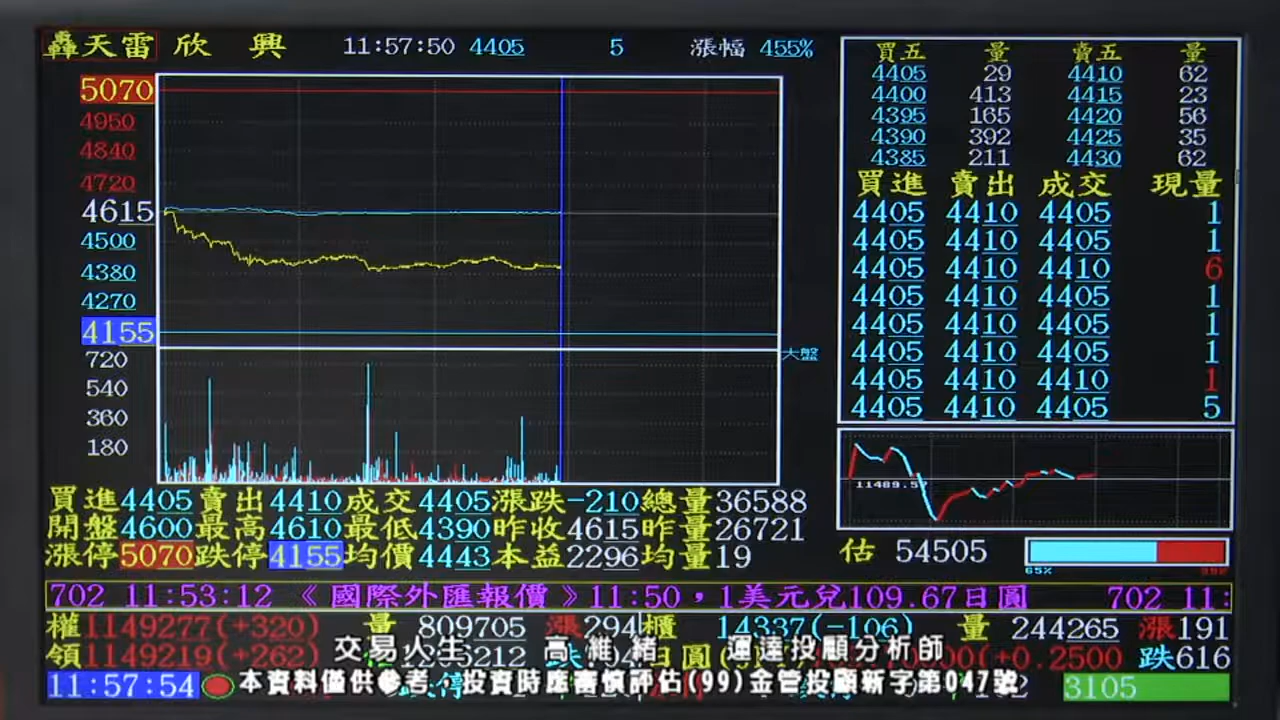 轟天雷 欣 興 11:57:50 4405 5 漲幅 455%
5070
4950
4840
4720
4615
4500
4380
4270
4155
720
540
360
180
大盤
買五 量 賣五 量
4405 29 4410 62
4400 413 4415 23
4395 165 4420 56
4390 392 4425 35
4385 211 4430 62
買進 賣出 成交 現量
4405 4410 4405 1
4405 4410 4405 1
4405 4410 4410 6
4405 4410 4405 1
4405 4410 4405 1
4405 4410 4405 1
4405 4410 4410 1
4405 4410 4405 5
買進4405賣出4410成交4405漲跌-210總量36588
開盤4600最高4610最低4390昨收4615昨量26721
漲停5070跌停4155均價4443本益2296均量19
估 54505
65%
702 11:53:12 《國際外匯報價》11:50，1美元兌109.67日圓 702 11:
權1149277(+320) 量 809705 漲294櫃 14337(-106) 量 244265 漲191
領1149219(+262) 日圓 (+0.2500 跌616
交易人生 高維緒 運達投顧分析師
11:57:54 跌停 3105
本資料僅供參考，投資時應審慎評估(99)金管投顧新字第047號